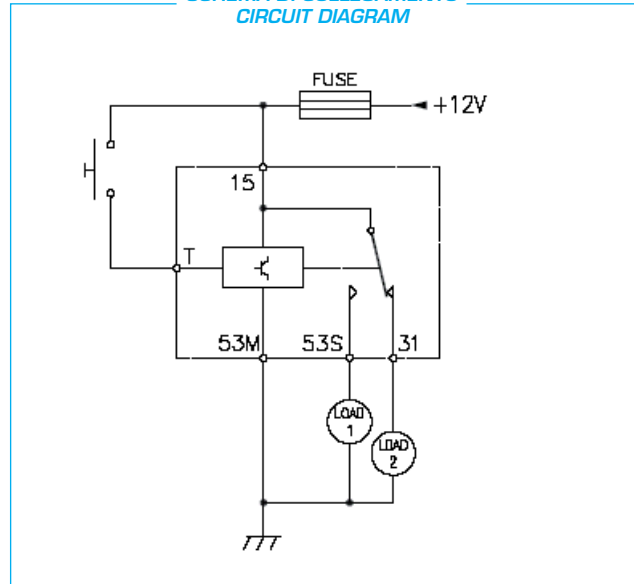 CIRCUIT DIAGRAM
FUSE
+12V
15
T
53M 53S 31
LOAD
1
LOAD
2